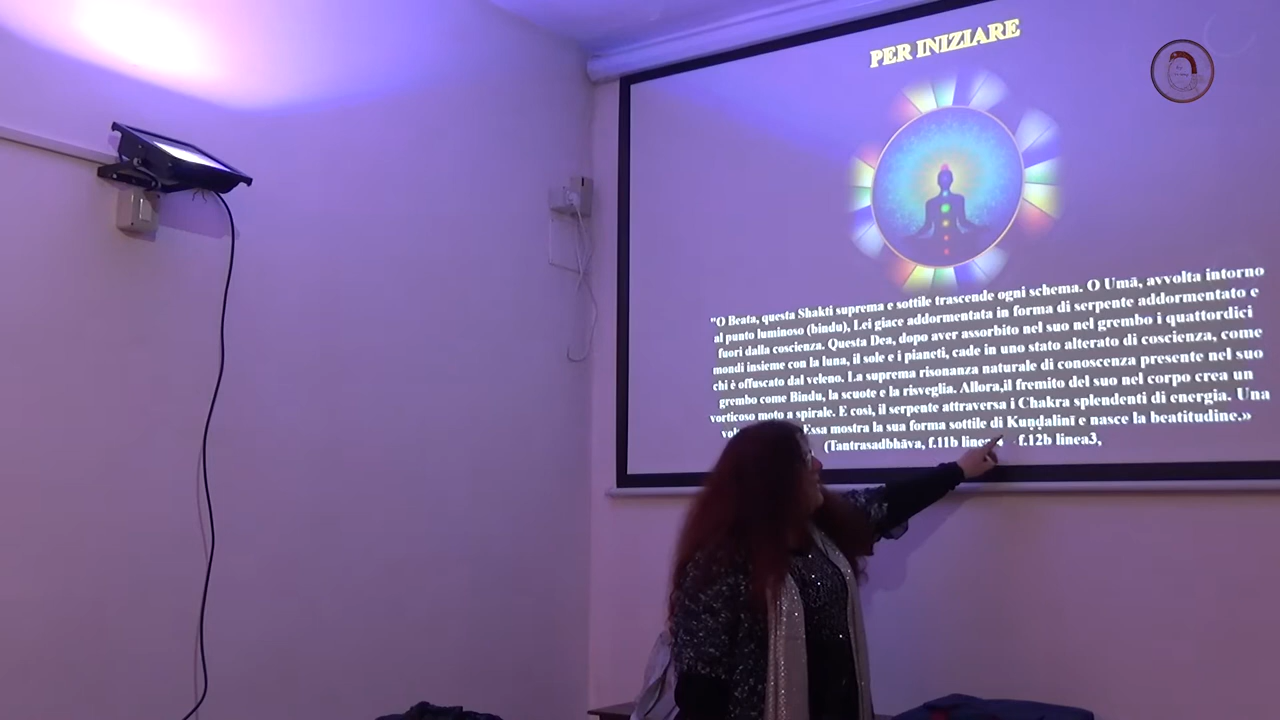 PER INIZIARE
"O Beata, questa Shakti suprema e sottile trascende ogni schema. O Umā, avvolta intorno
al punto luminoso (bindu), Lei giace addormentata in forma di serpente addormentato e
fuori dalla coscienza. Questa Dea, dopo aver assorbito nel suo nel grembo i quattordici
mondi insieme con la luna, il sole e i pianeti, cade in uno stato alterato di coscienza, come
chi è offuscato dal veleno. La suprema risonanza naturale di conoscenza presente nel suo
grembo come Bindu, la scuote e la risveglia. Allora,il fremito del suo nel corpo crea un
vorticoso moto a spirale. E così, il serpente attraversa i Chakra splendenti di energia. Una
Essa mostra la sua forma sottile di Kuṇḍalinī e nasce la beatitudine.»
(Tantrasadbhāva, f.11b f.12b linea3,